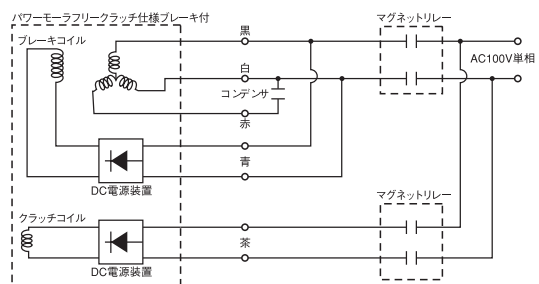 パワーモーラフリークラッチ仕様ブレーキ付
マグネットリレー
ブレーキコイル
黒
AC100V単相
白
コンデンサ
赤
青
DC電源装置
マグネットリレー
クラッチコイル
茶
DC電源装置